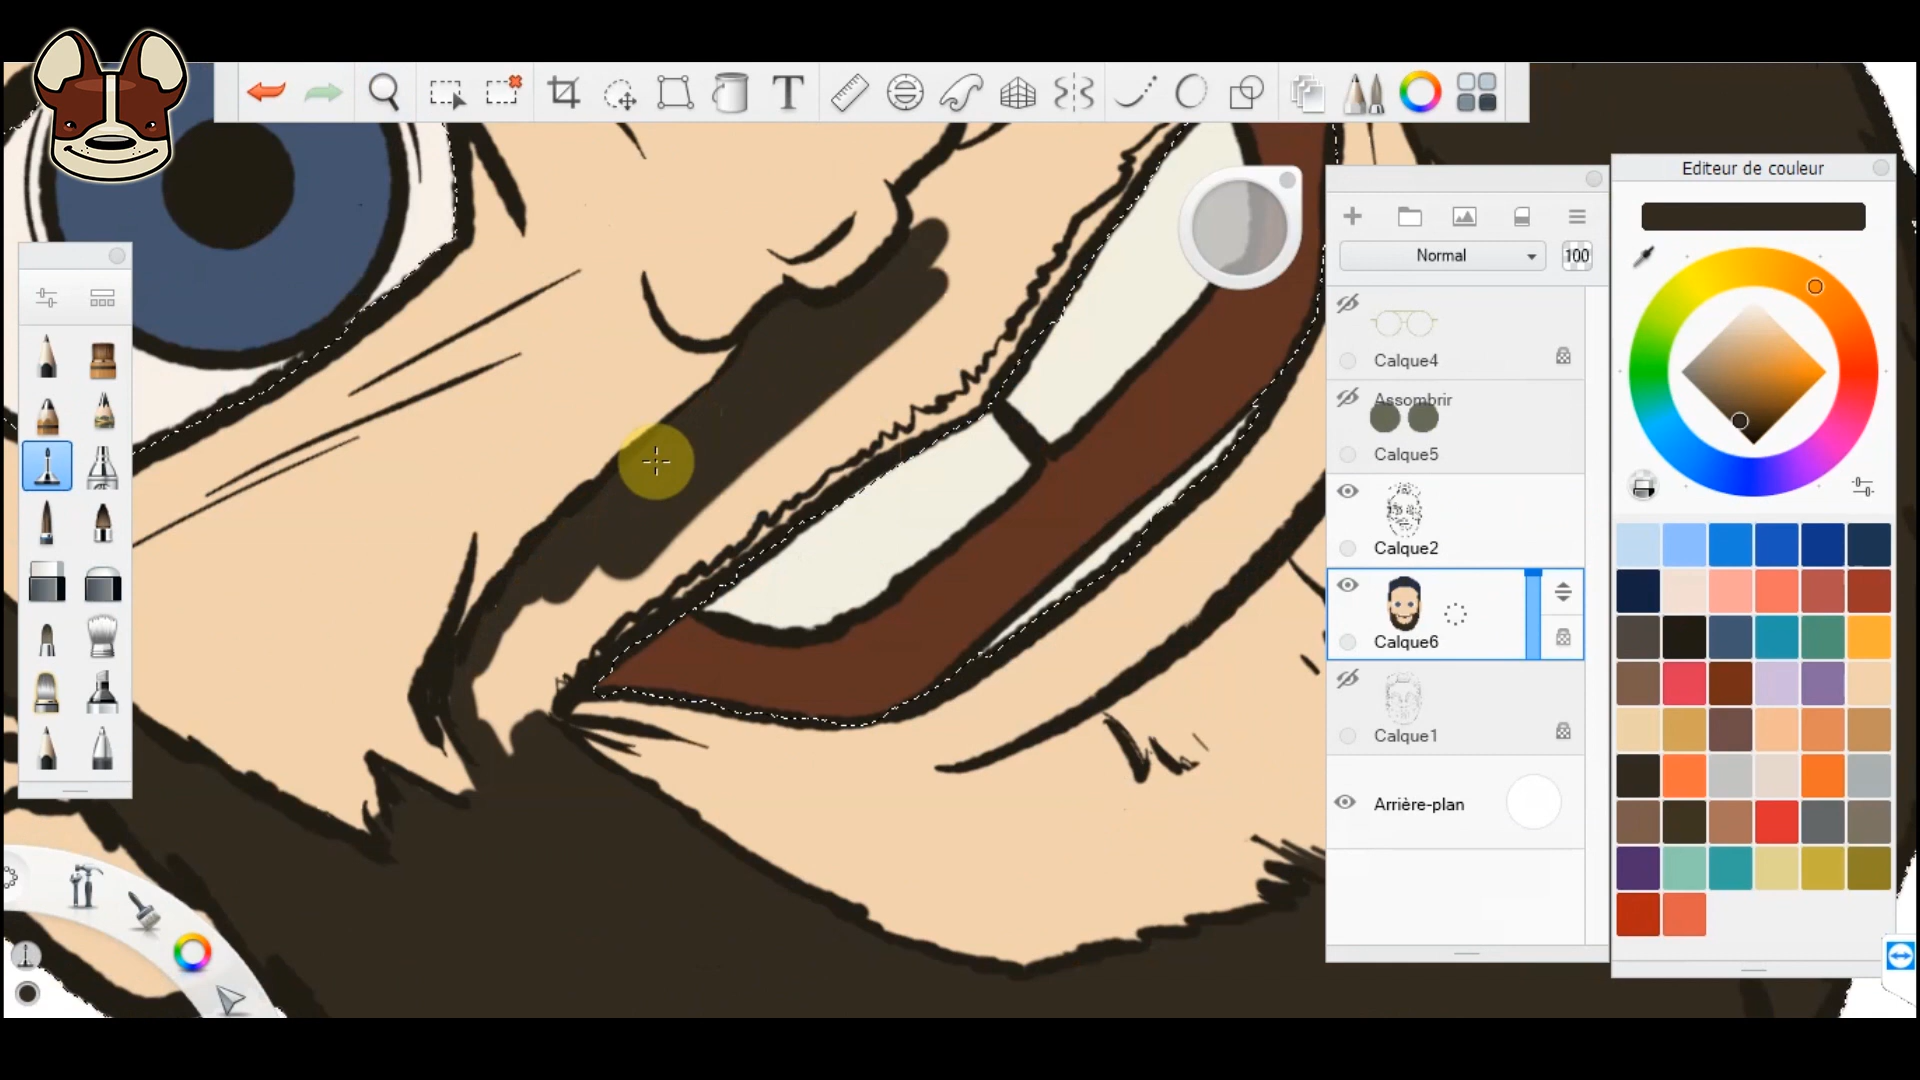 T
Editeur de couleur
Normal
100
Calque4
Assombrir
Calque5
Calque2
Calque6
Calque1
Arrière-plan